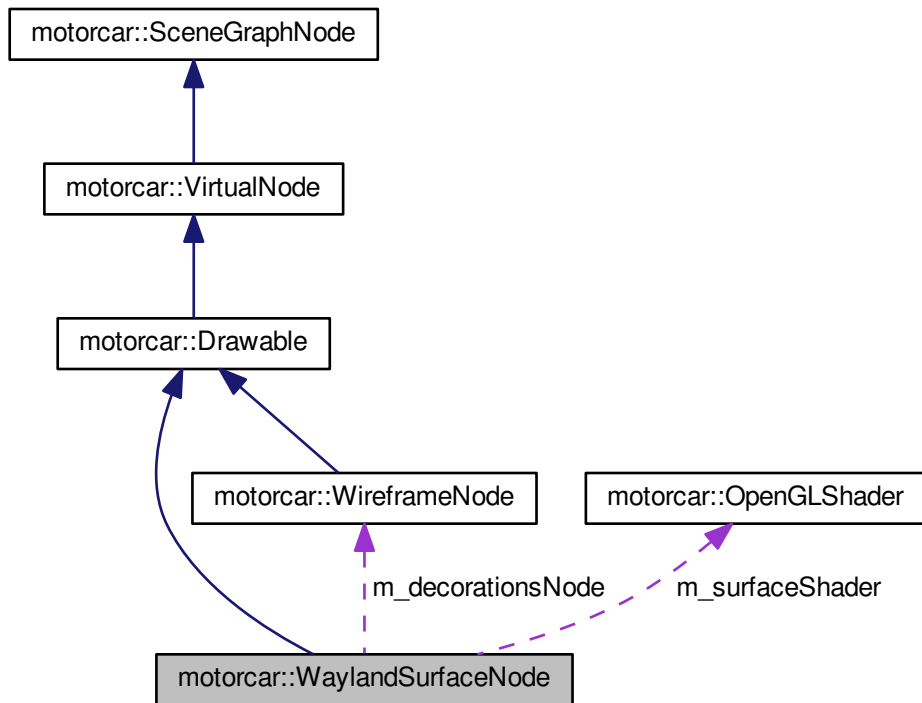 motorcar::SceneGraphNode
motorcar::VirtualNode
motorcar::Drawable
motorcar::WireframeNode
motorcar::OpenGLShader
m_decorationsNode
m_surfaceShader
motorcar::WaylandSurfaceNode